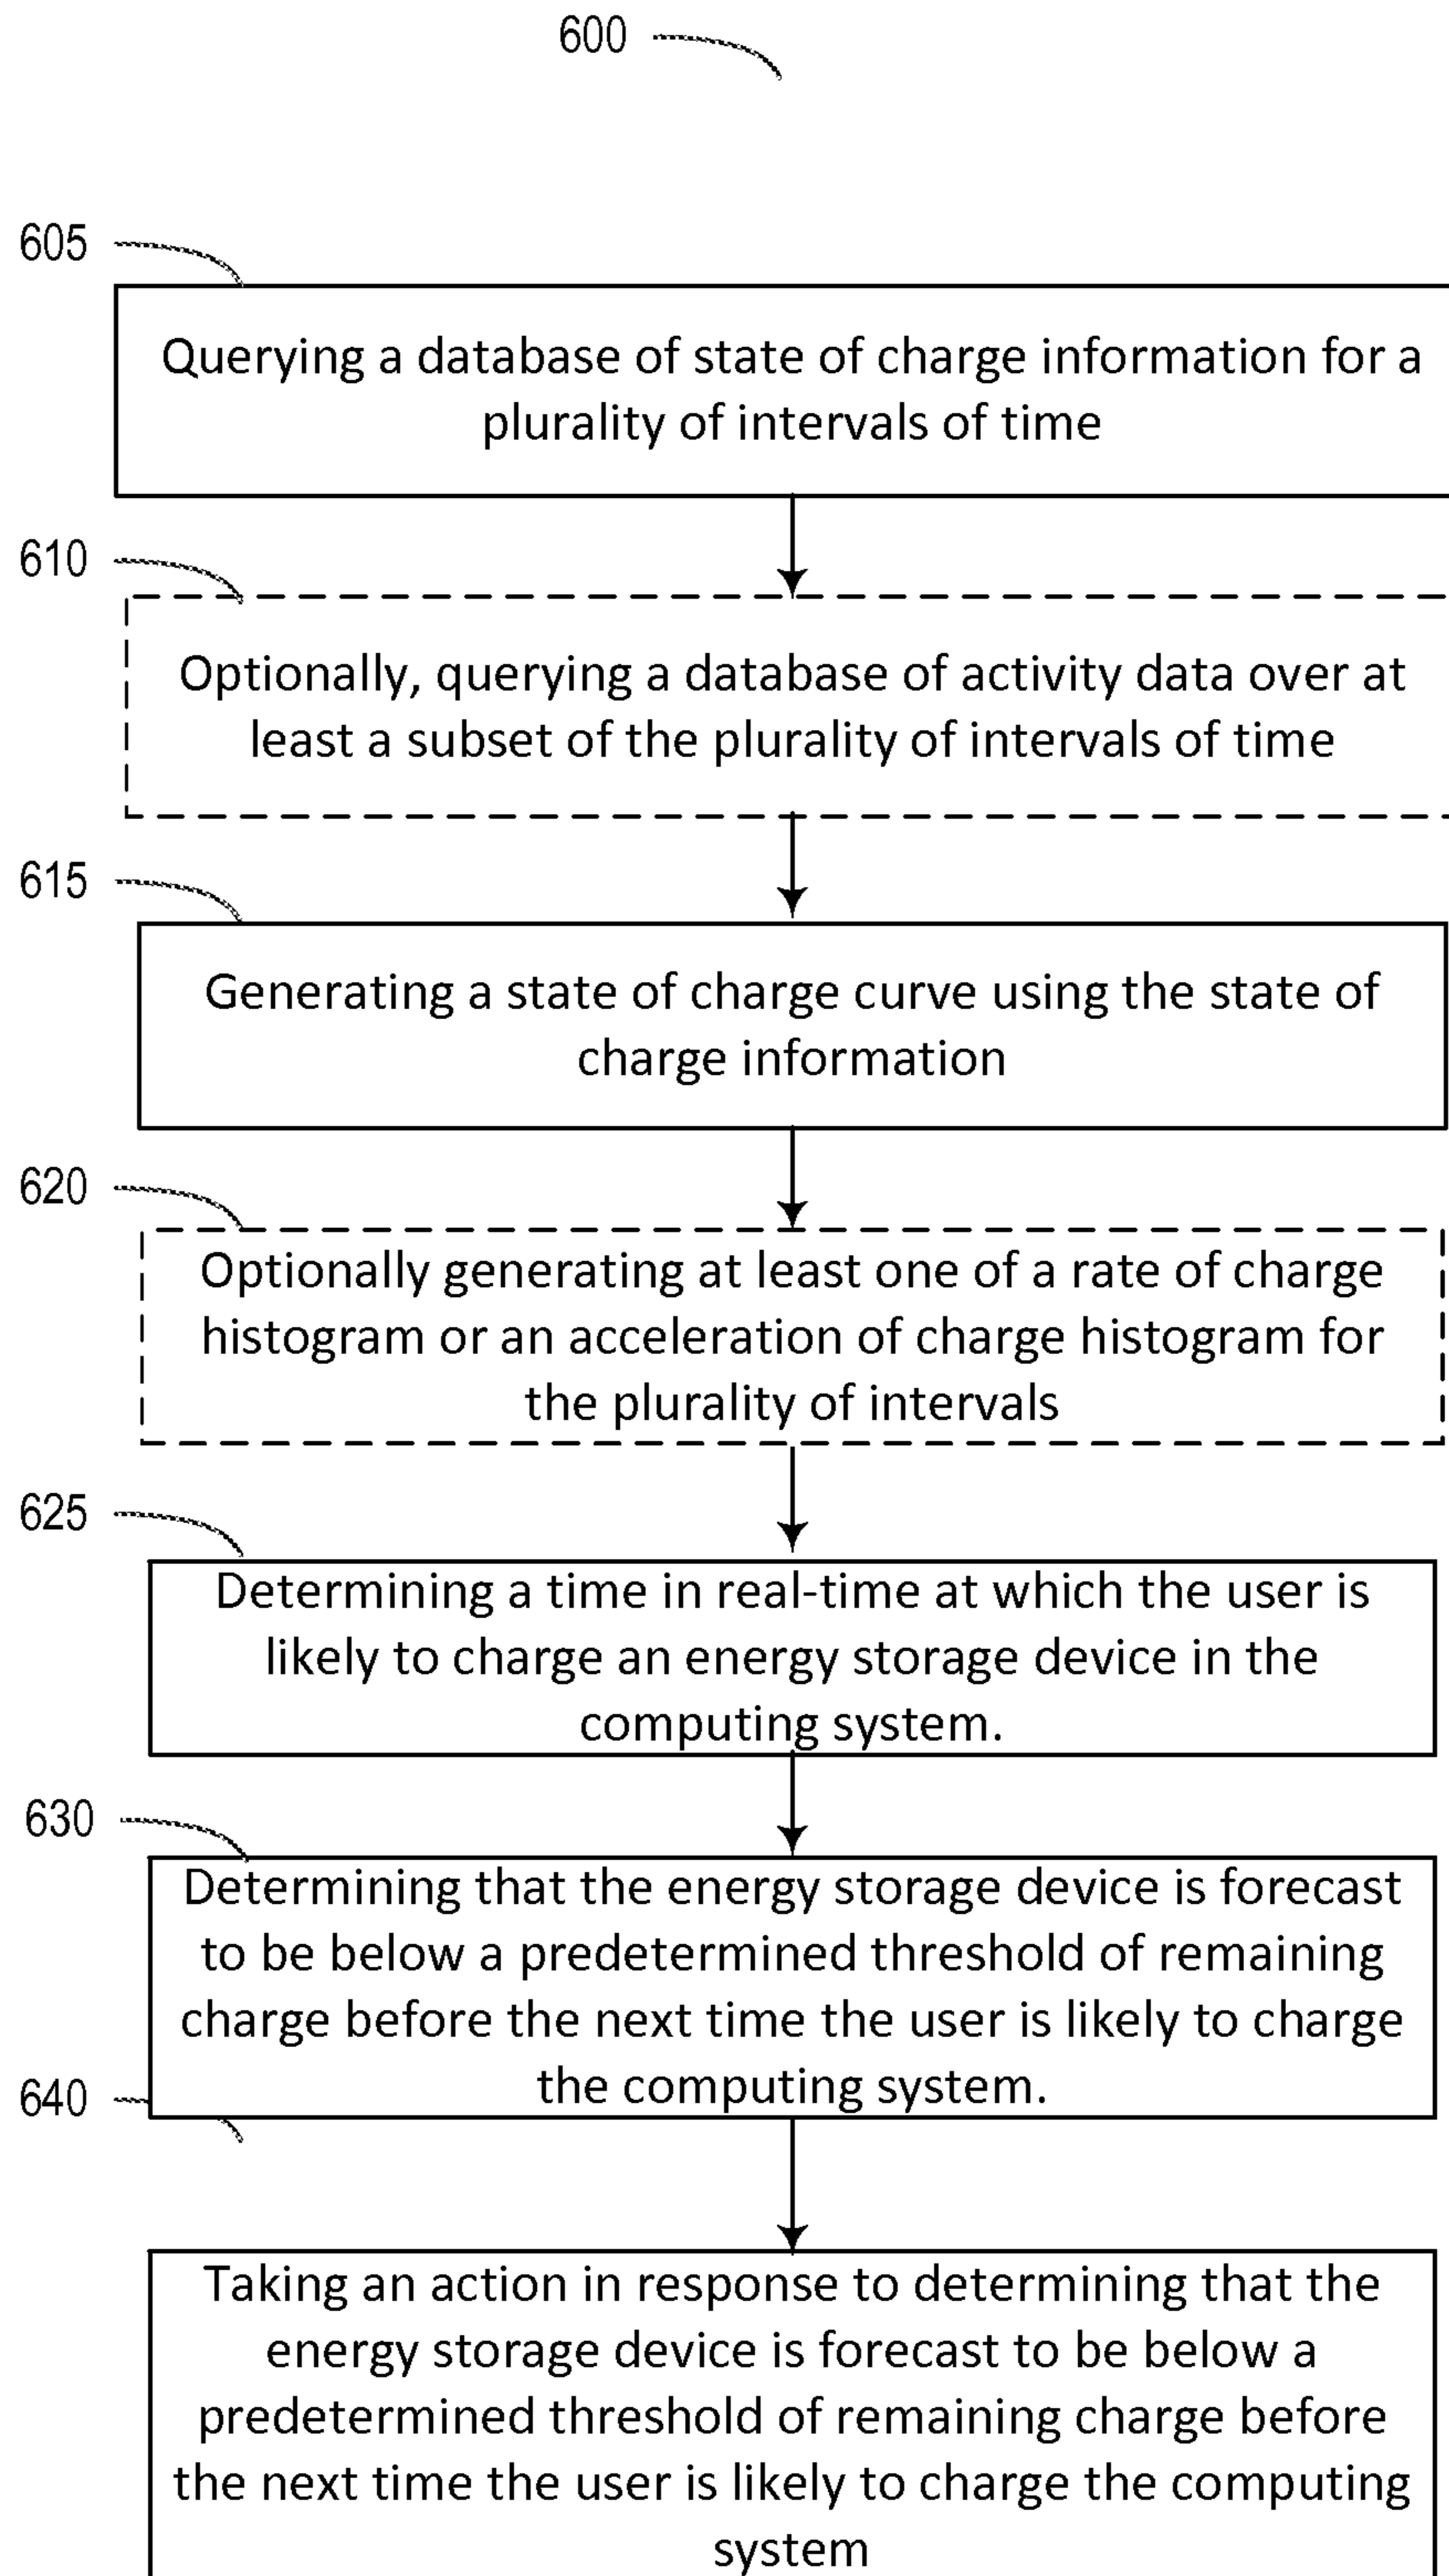 600
605
Querying a database of state of charge information for a
plurality of intervals of time
610
Optionally, querying a database of activity data over at
least a subset of the plurality of intervals of time
615
Generating a state of charge curve using the state of
charge information
620
Optionally generating at least one of a rate of charge
histogram or an acceleration of charge histogram for
the plurality of intervals
625
Determining a time in real-time at which the user is
likely to charge an energy storage device in the
computing system.
630
Determining that the energy storage device is forecast
to be below a predetermined threshold of remaining
charge before the next time the user is likely to charge
the computing system.
640
Taking an action in response to determining that the
energy storage device is forecast to be below a
predetermined threshold of remaining charge before
the next time the user is likely to charge the computing
system